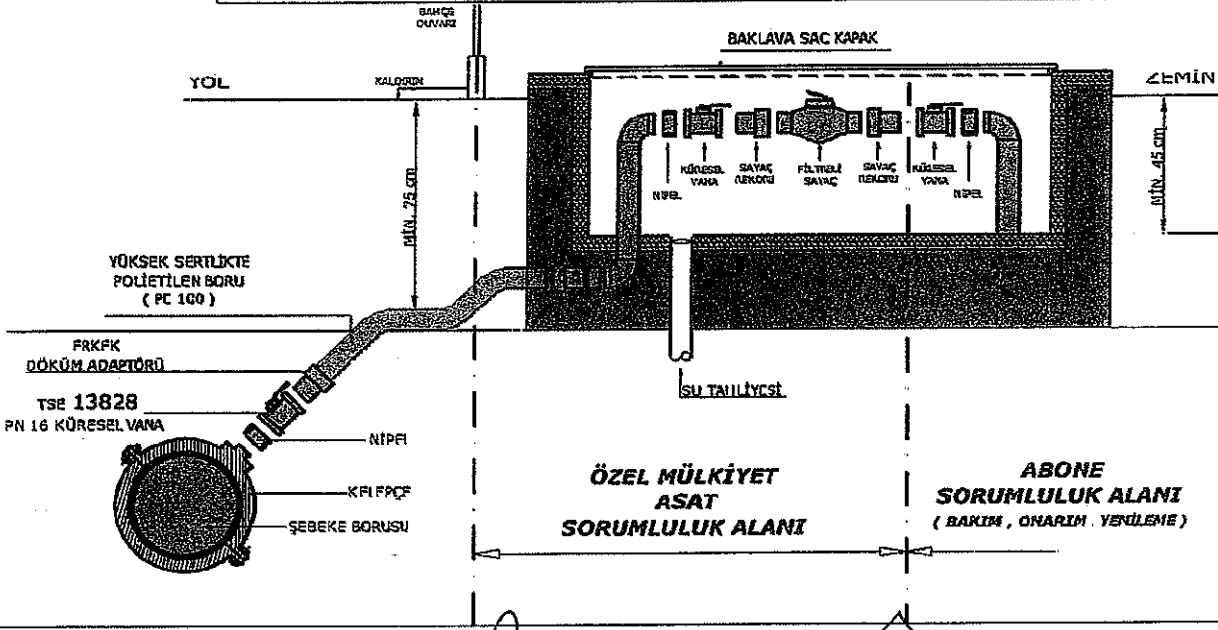 BAHÇE
DUVARI
BAKLAVA SAC KAPAK
YOL
KALDIRIM
ZEMİN
MİN. 75 cm
MİN. 45 cm
NİPEL
KÜRESEL
VANA
SAYAÇ
REKORU
FİLTRELİ
SAYAÇ
SAYAÇ
REKORU
KÜRESEL
VANA
NİPEL
YÜKSEK SERTLİKTE
POLİETİLEN BORU
( PE 100 )
ERKEK
DÖKÜM ADAPTÖRÜ
TSE 13828
PN 16 KÜRESEL VANA
NİPEL
KELEPÇE
ŞEBEKE BORUSU
SU TAHLİYESİ
ÖZEL MÜLKİYET
ASAT
SORUMLULUK ALANI
ABONE
SORUMLULUK ALANI
( BAKIM , ONARIM , YENİLEME )